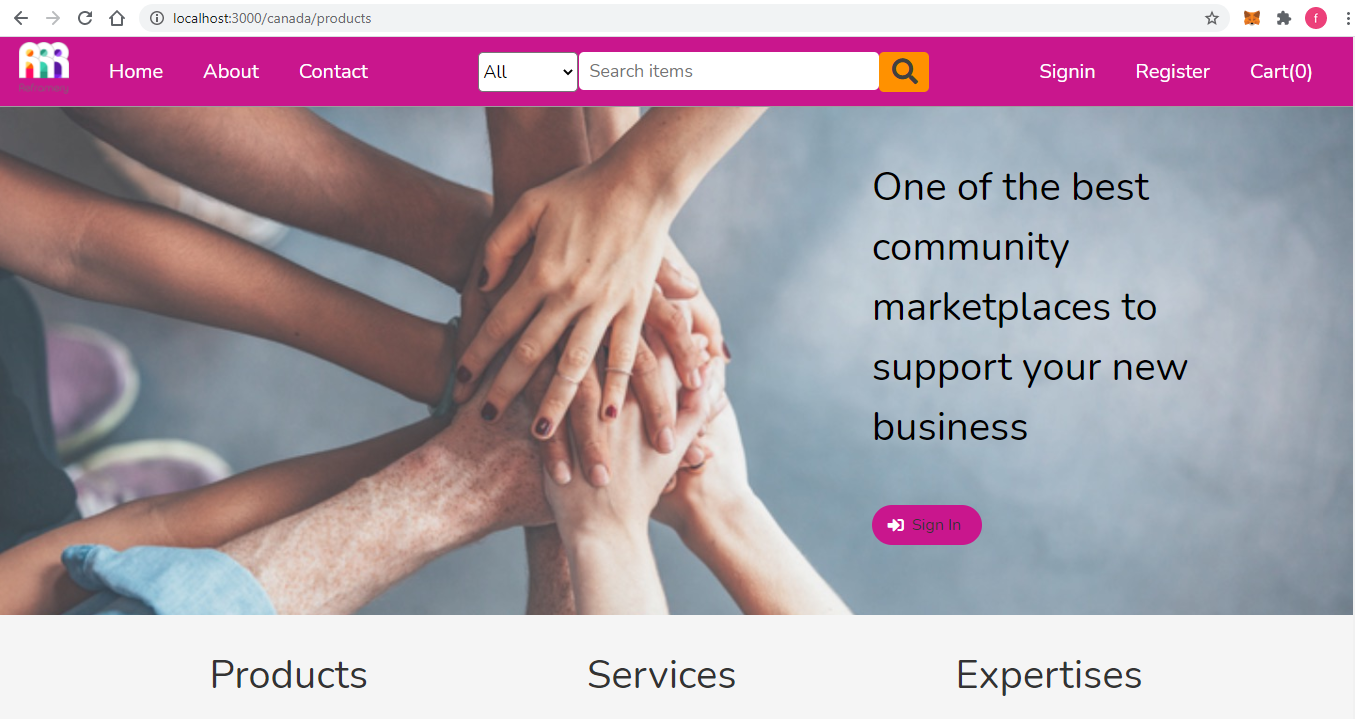 localhost:3000/canada/products
f
Home About Contact All Search items Signin Register Cart(0)
One of the best
community
marketplaces to
support your new
business
Sign In
Products Services Expertises